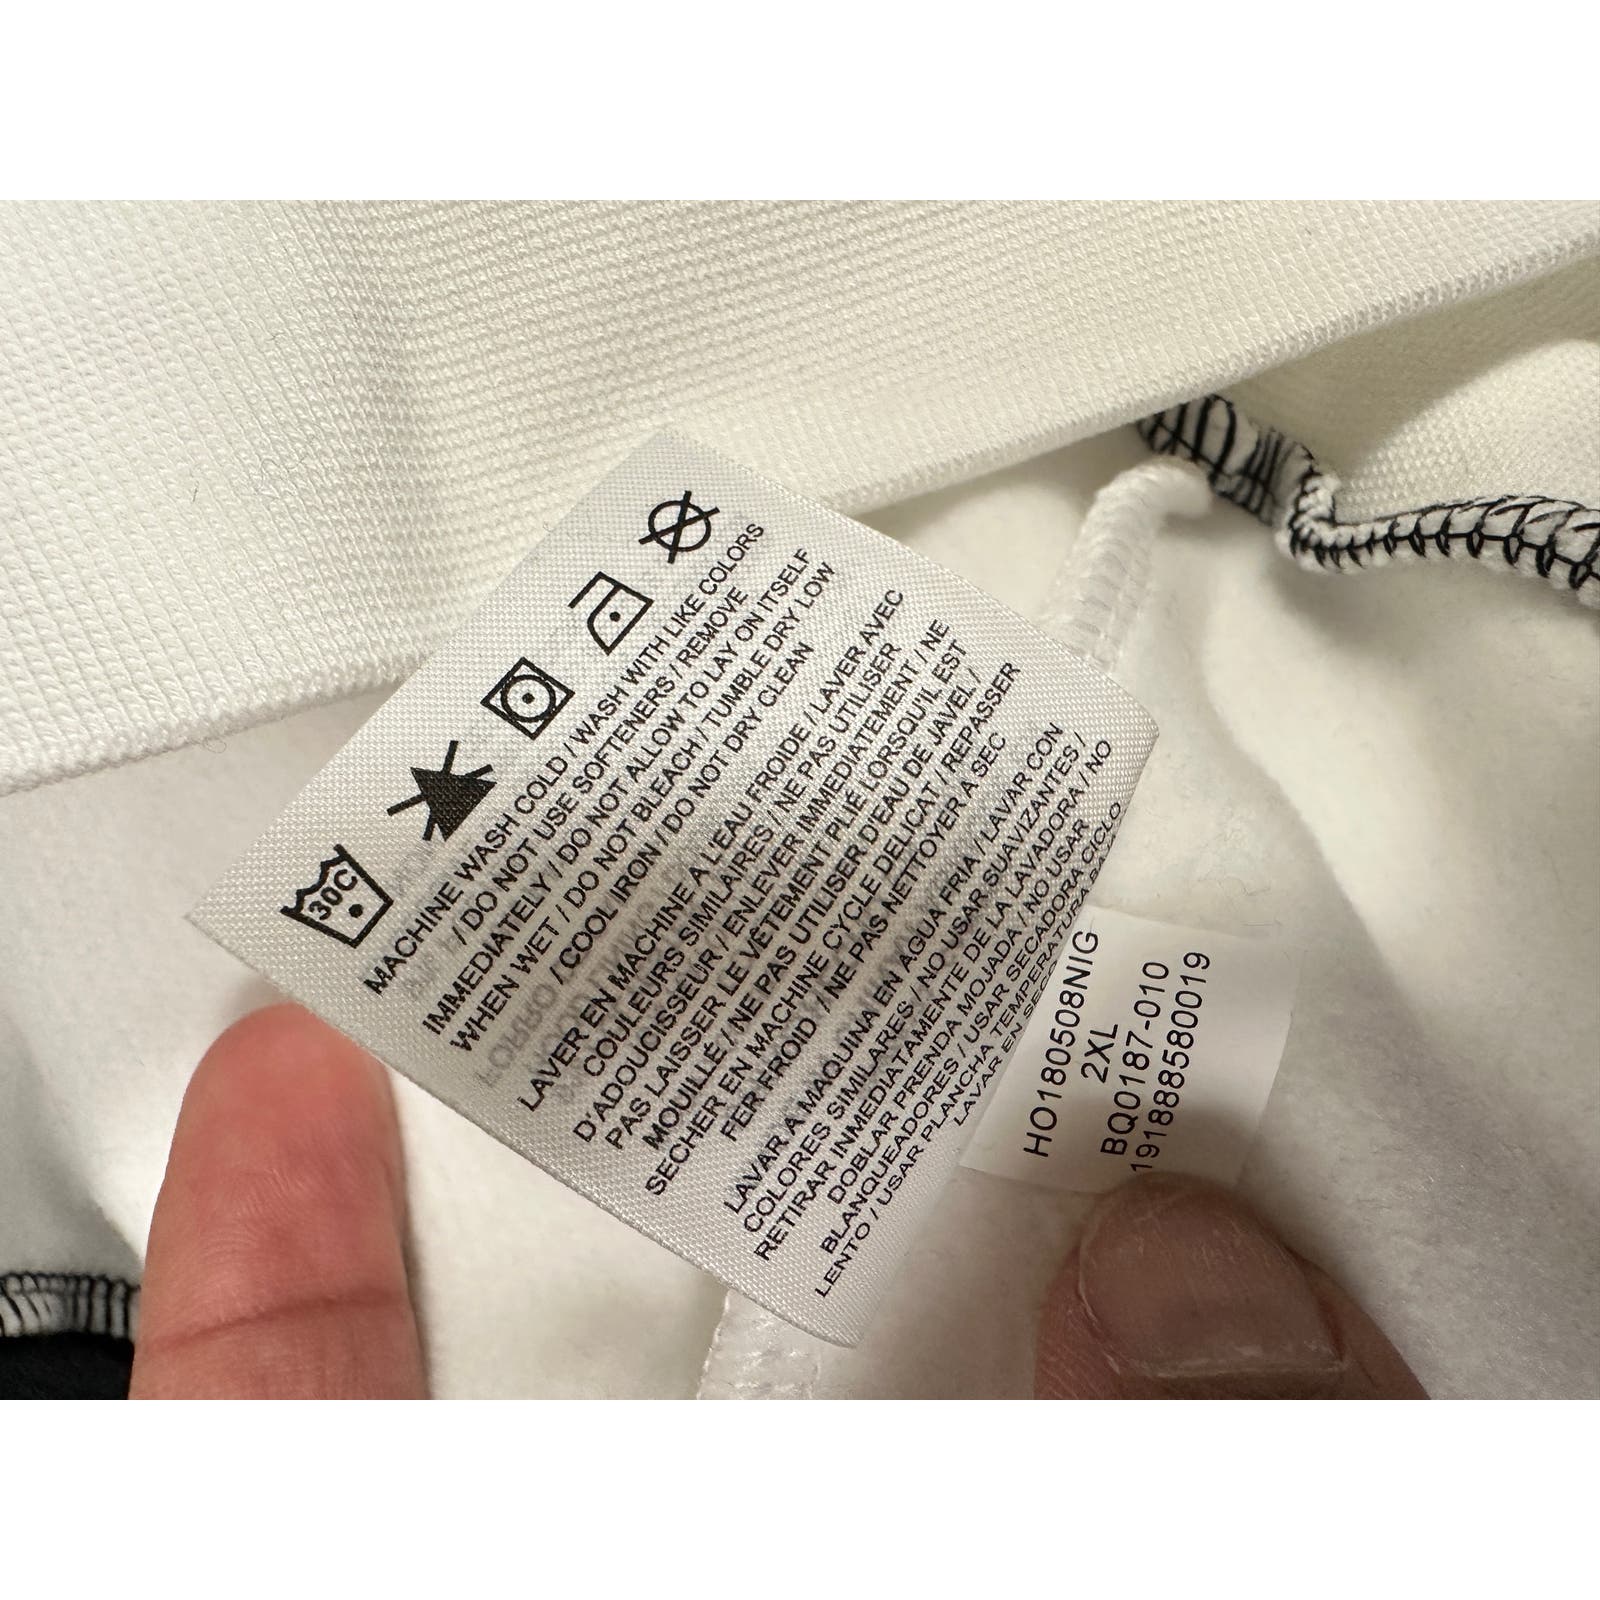 30C
MACHINE WASH COLD / WASH WITH LIKE COLORS
/ DO NOT USE SOFTENERS / REMOVE
IMMEDIATELY / DO NOT ALLOW TO LAY ON ITSELF
WHEN WET / DO NOT BLEACH / TUMBLE DRY LOW
/ COOL IRON / DO NOT DRY CLEAN
LAVER EN MACHINE A L'EAU FROIDE / LAVER AVEC
COULEURS SIMILAIRES / NE PAS UTILISER
D'ADOUCISSEUR / ENLEVER IMMEDIATEMENT / NE
PAS LAISSER LE VÊTEMENT PLIÉ LORSQU'IL EST
MOUILLÉ / NE PAS UTILISER D'EAU DE JAVEL /
SECHER EN MACHINE CYCLE DELICAT / REPASSER
FER FROID / NE PAS NETTOYER A SEC
LAVAR A MAQUINA EN AGUA FRIA / LAVAR CON
COLORES SIMILARES / NO USAR SUAVIZANTES /
RETIRAR INMEDIATAMENTE DE LA LAVADORA / NO
DOBLAR PRENDA MOJADA / NO USAR
BLANQUEADORES / USAR SECADORA CICLO
LENTO / USAR PLANCHA TEMPERATURA
LAVAR EN
HO180508NIG
2XL
BQ0187-010
191888580019